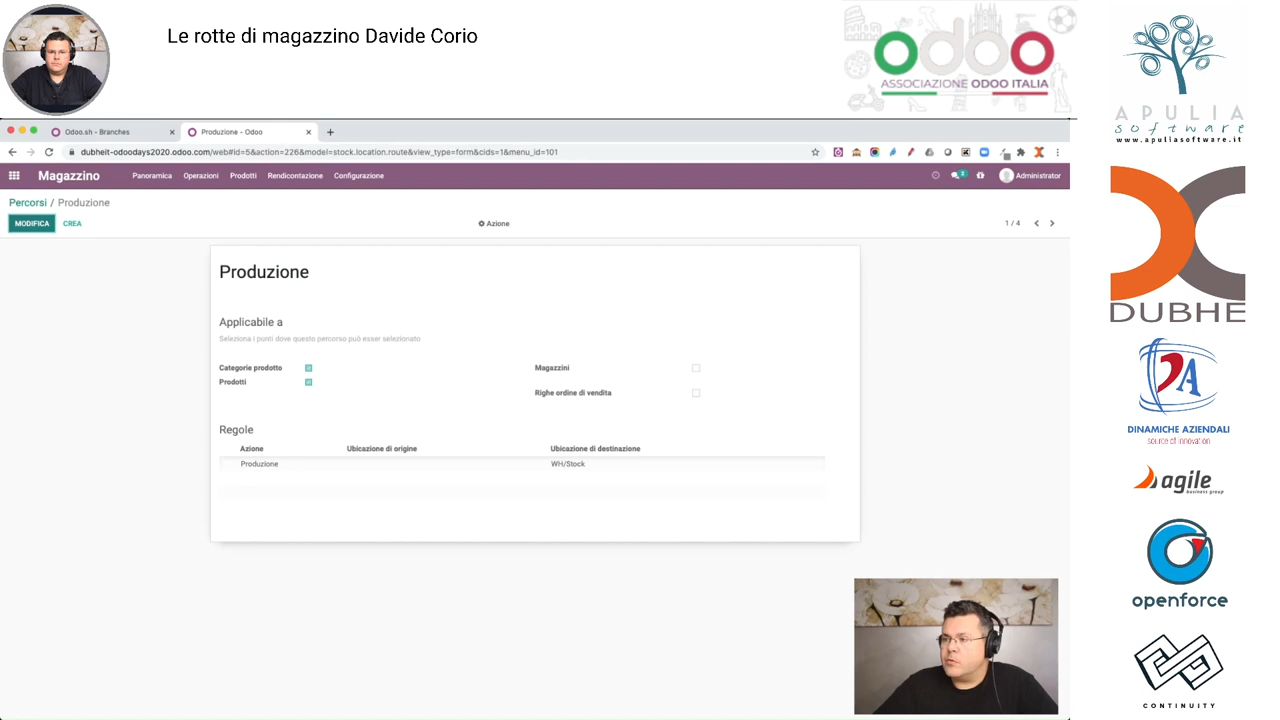 Le rotte di magazzino Davide Corio
odoo
ASSOCIAZIONE ODOO ITALIA
Odoo.sh - Branches
Produzione - Odoo
dubheit-odoodays2020.odoo.com/web#id=5&action=226&model=stock.location.route&view_type=form&cids=1&menu_id=101
Magazzino
Panoramica
Operazioni
Prodotti
Rendicontazione
Configurazione
Administrator
Percorsi / Produzione
MODIFICA
CREA
Azione
1 / 4
Produzione
Applicabile a
Seleziona i punti dove questo percorso può esser selezionato
Categorie prodotto
Magazzini
Prodotti
Righe ordine di vendita
Regole
Azione
Ubicazione di origine
Ubicazione di destinazione
Produzione
WH/Stock
APULIA
software
www.apuliasoftware.it
DUBHE
DINAMICHE AZIENDALI
source of innovation
agile
business group
openforce
CONTINUITY